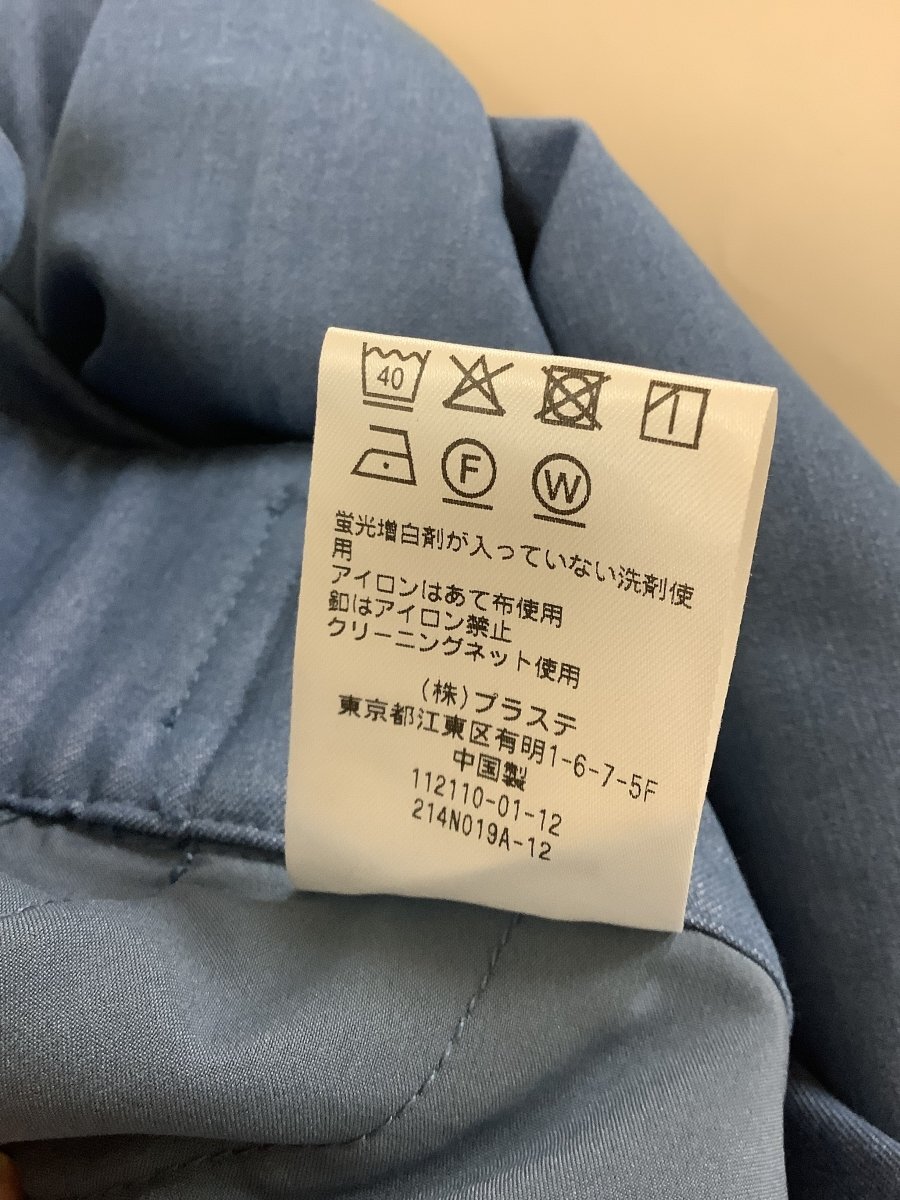 40
F W
蛍光増白剤が入っていない洗剤使
用
アイロンはあて布使用
釦はアイロン禁止
クリーニングネット使用
(株)プラステ
東京都江東区有明1-6-7-5F
中国製
112110-01-12
214N019A-12